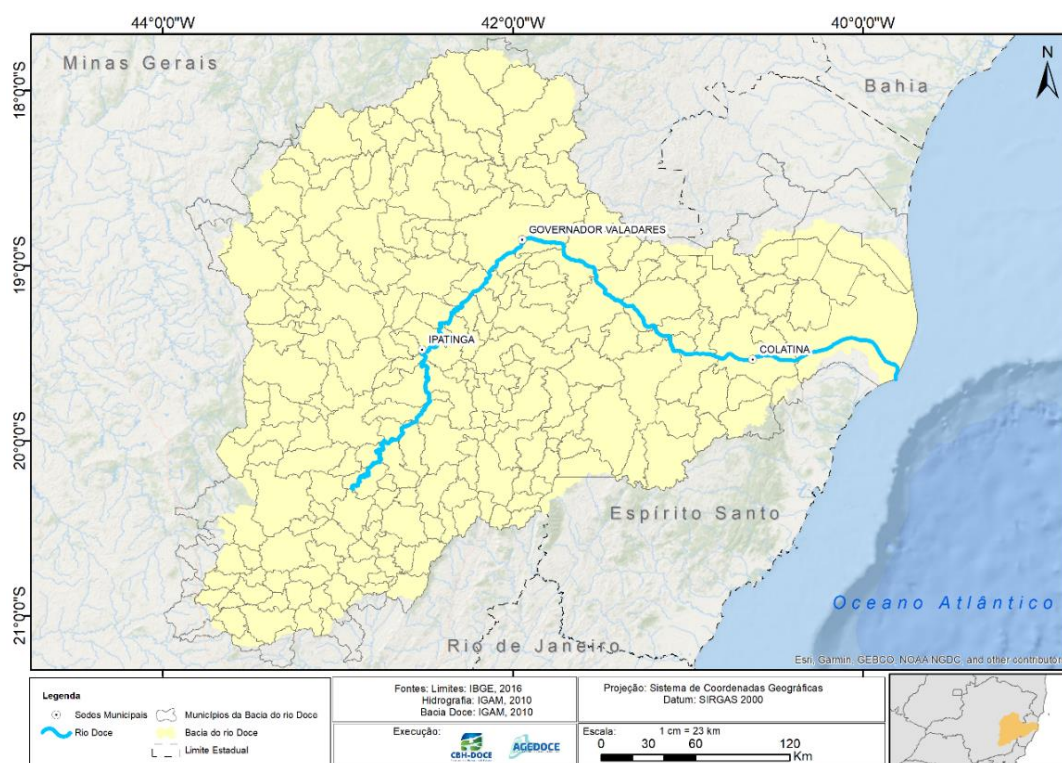 44°0'0"W 42°0'0"W 40°0'0"W
18°0'0"S
19°0'0"S
20°0'0"S
21°0'0"S
Minas Gerais
Bahia
N
GOVERNADOR VALADARES
IPATINGA
COLATINA
Espírito Santo
Oceano Atlântico
Rio de Janeiro
Esri, Garmin, GEBCO, NOAA NGDC, and other contributor
Legenda
Sedes Municipais
Municípios da Bacia do rio Doce
Rio Doce
Bacia do rio Doce
Limite Estadual
Fontes: Limites: IBGE, 2016
Hidrografia: IGAM, 2010
Bacia Doce: IGAM, 2010
Execução:
CBH-DOCE
AGEDOCE
Projeção: Sistema de Coordenadas Geográficas
Datum: SIRGAS 2000
Escala: 1 cm = 23 km
0 30 60 120
Km